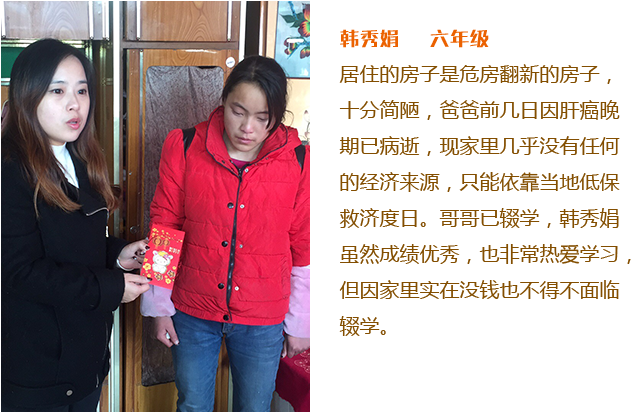 韩秀娟 六年级
居住的房子是危房翻新的房子，
十分简陋，爸爸前几日因肝癌晚
期已病逝，现家里几乎没有任何
的经济来源，只能依靠当地低保
救济度日。哥哥已辍学，韩秀娟
虽然成绩优秀，也非常热爱学习，
但因家里实在没钱也不得不面临
辍学。